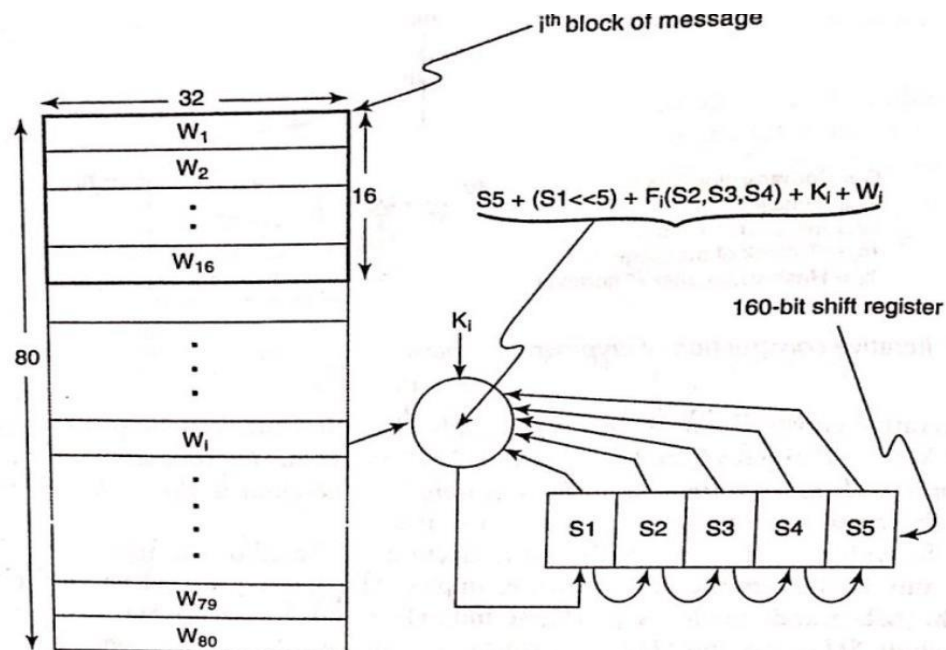 iᵗʰ block of message
32
W₁
W₂
16
S5 + (S1<<5) + Fᵢ(S2,S3,S4) + Kᵢ + Wᵢ
W₁₆
160-bit shift register
Kᵢ
80
Wᵢ
S1 S2 S3 S4 S5
W₇₉
W₈₀